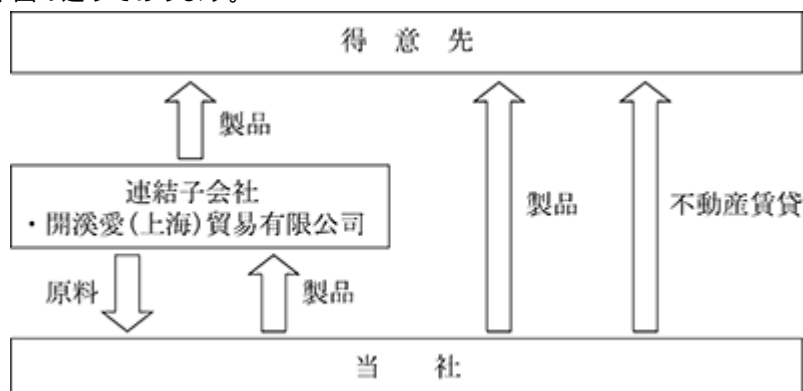 得 意 先
製品
連結子会社
・開溪愛(上海)貿易有限公司
製品
不動産賃貸
原料
製品
当 社